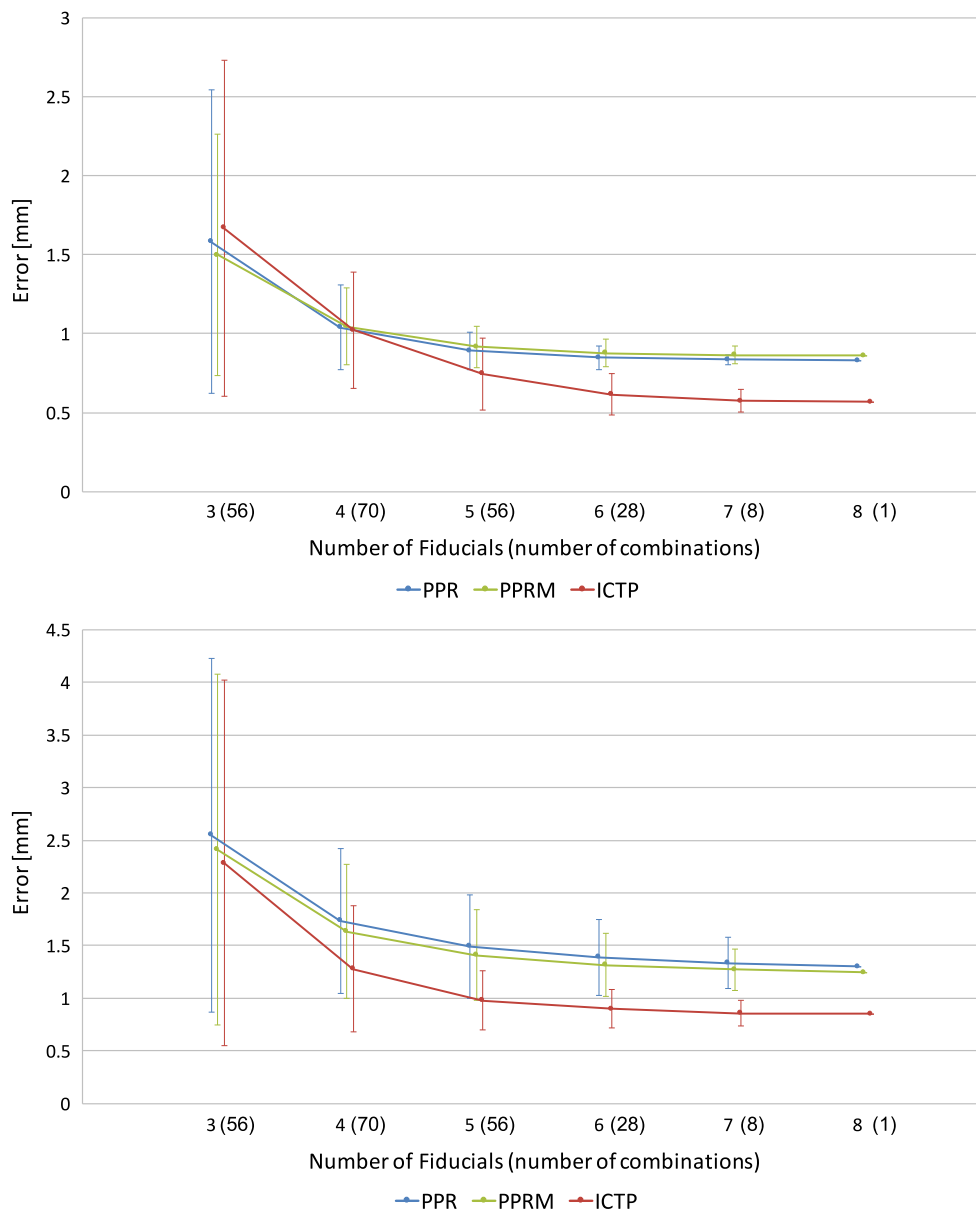 3
2.5
2
1.5
1
0.5
0
Error [mm]
3 (56) 4 (70) 5 (56) 6 (28) 7 (8) 8 (1)
Number of Fiducials (number of combinations)
PPR PPRM ICTP
4.5
4
3.5
3
2.5
2
1.5
1
0.5
0
Error [mm]
3 (56) 4 (70) 5 (56) 6 (28) 7 (8) 8 (1)
Number of Fiducials (number of combinations)
PPR PPRM ICTP